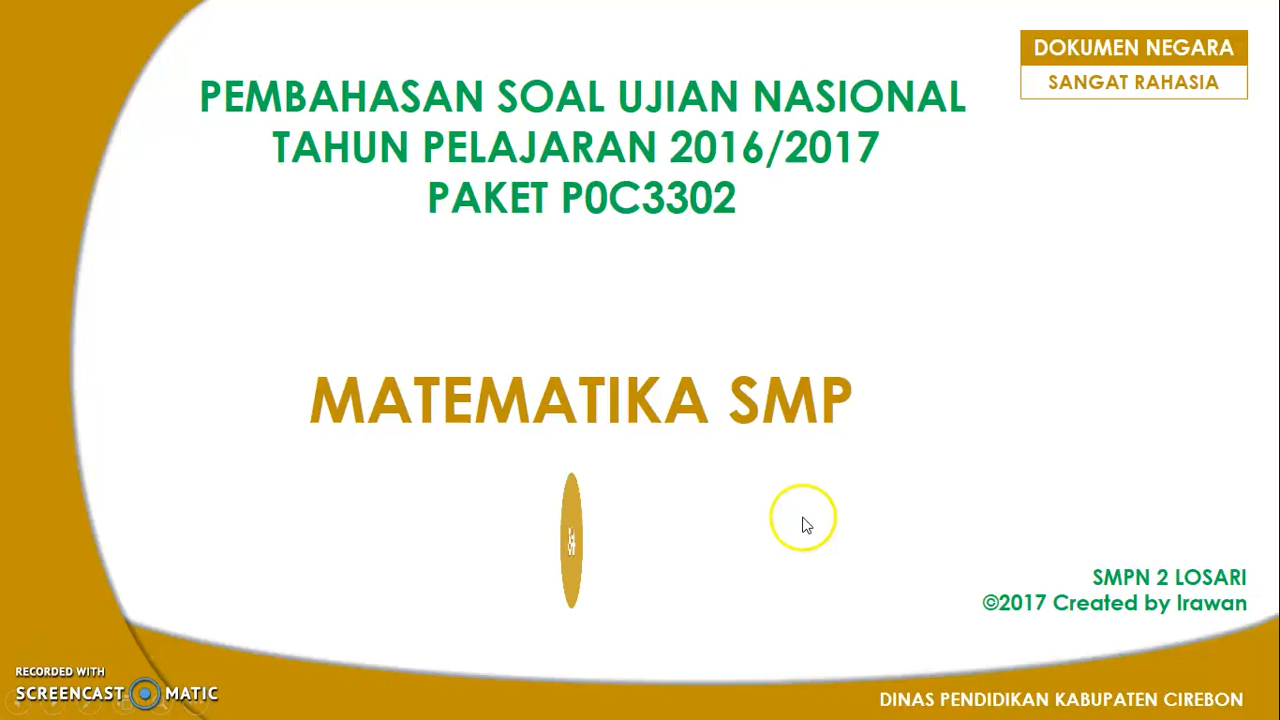 DOKUMEN NEGARA
SANGAT RAHASIA
PEMBAHASAN SOAL UJIAN NASIONAL
TAHUN PELAJARAN 2016/2017
PAKET P0C3302
MATEMATIKA SMP
SMPN 2 LOSARI
©2017 Created by Irawan
RECORDED WITH
SCREENCAST MATIC
DINAS PENDIDIKAN KABUPATEN CIREBON